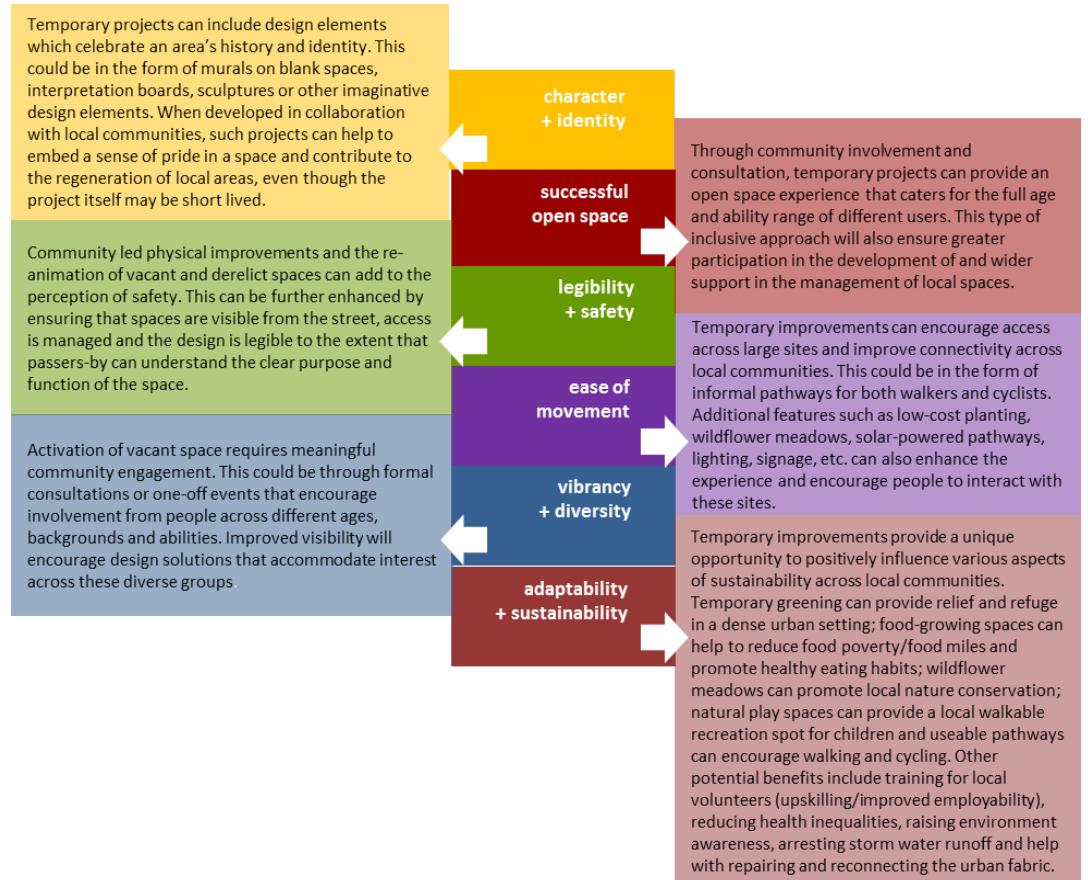 Temporary projects can include design elements
which celebrate an area's history and identity. This
could be in the form of murals on blank spaces,
interpretation boards, sculptures or other imaginative
design elements. When developed in collaboration
with local communities, such projects can help to
embed a sense of pride in a space and contribute to
the regeneration of local areas, even though the
project itself may be short lived.
character
+ identity
successful
open space
Through community involvement and
consultation, temporary projects can provide an
open space experience that caters for the full age
and ability range of different users. This type of
inclusive approach will also ensure greater
participation in the development of and wider
support in the management of local spaces.
Community led physical improvements and the re-
animation of vacant and derelict spaces can add to the
perception of safety. This can be further enhanced by
ensuring that spaces are visible from the street, access
is managed and the design is legible to the extent that
passers-by can understand the clear purpose and
function of the space.
legibility
+ safety
ease of
movement
Temporary improvements can encourage access
across large sites and improve connectivity across
local communities. This could be in the form of
informal pathways for both walkers and cyclists.
Additional features such as low-cost planting,
wildflower meadows, solar-powered pathways,
lighting, signage, etc. can also enhance the
experience and encourage people to interact with
these sites.
Activation of vacant space requires meaningful
community engagement. This could be through formal
consultations or one-off events that encourage
involvement from people across different ages,
backgrounds and abilities. Improved visibility will
encourage design solutions that accommodate interest
across these diverse groups
vibrancy
+ diversity
adaptability
+ sustainability
Temporary improvements provide a unique
opportunity to positively influence various aspects
of sustainability across local communities.
Temporary greening can provide relief and refuge
in a dense urban setting; food-growing spaces can
help to reduce food poverty/food miles and
promote healthy eating habits; wildflower
meadows can promote local nature conservation;
natural play spaces can provide a local walkable
recreation spot for children and useable pathways
can encourage walking and cycling. Other
potential benefits include training for local
volunteers (upskilling/improved employability),
reducing health inequalities, raising environment
awareness, arresting storm water runoff and help
with repairing and reconnecting the urban fabric.